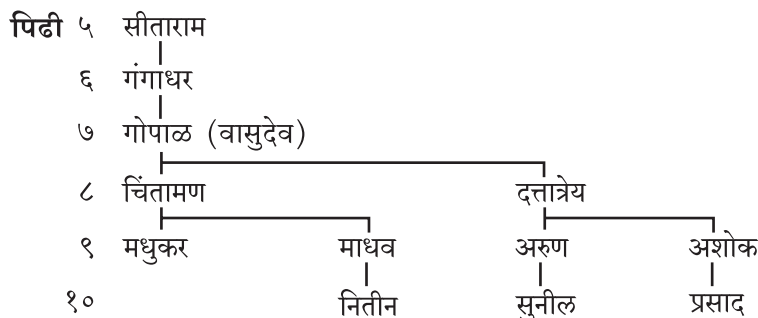 पिढी ५ सीताराम
६ गंगाधर
७ गोपाळ (वासुदेव)
८ चिंतामण दत्तात्रेय
९ मधुकर माधव अरुण अशोक
१० नितीन सुनील प्रसाद